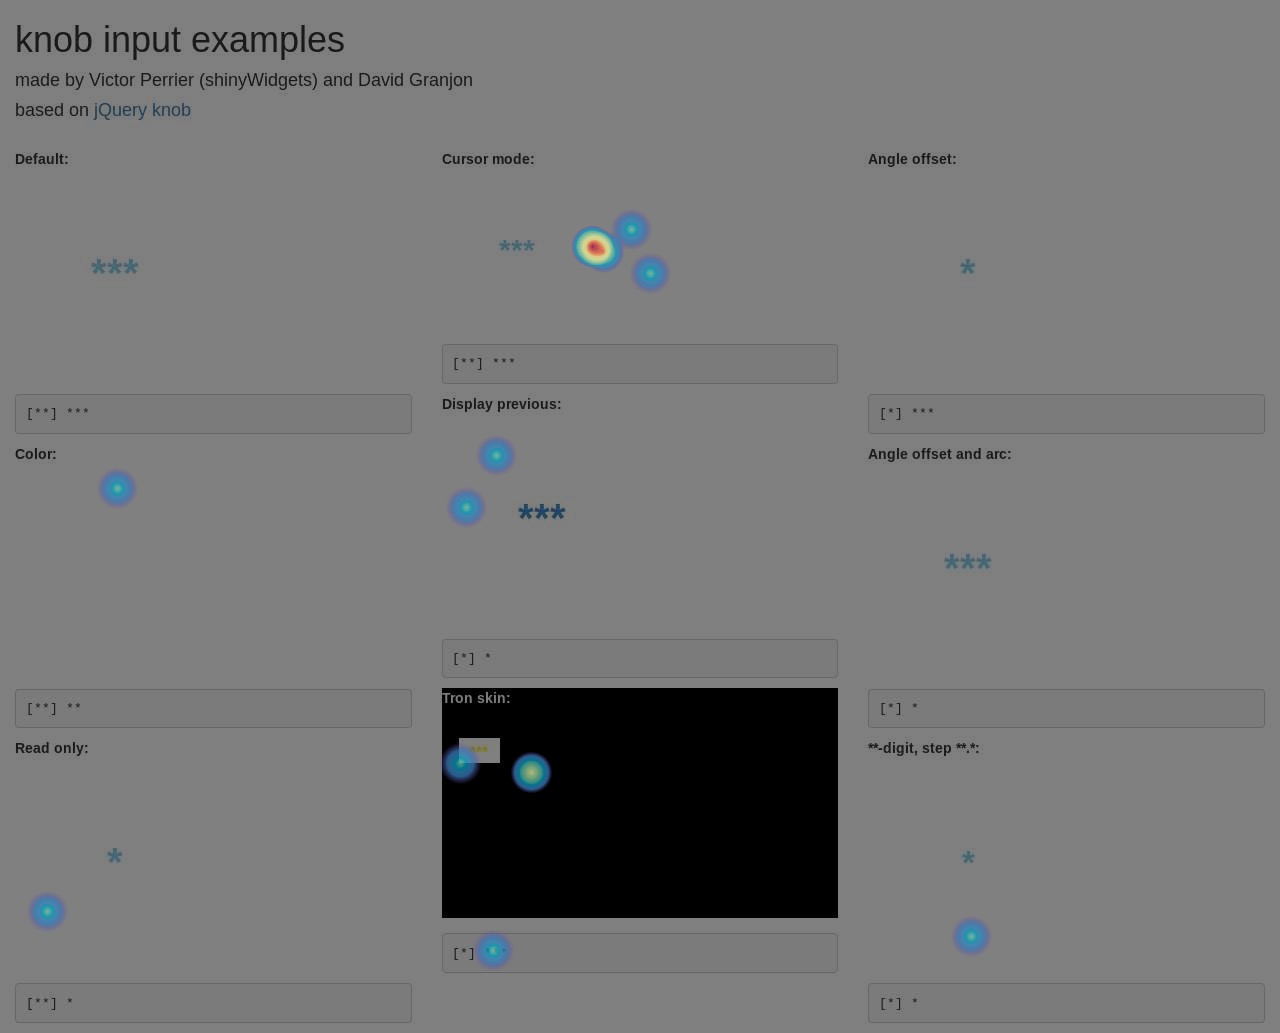 knob input examples
made by Victor Perrier (shinyWidgets) and David Granjon
based on jQuery knob
Default:
***
[**] ***
Cursor mode:
***
[**] ***
Angle offset:
*
[*] ***
Color:
[**] **
Display previous:
***
[*] *
Angle offset and arc:
***
[*] *
Read only:
*
[**] *
Tron skin:
***
[*]
**-digit, step **.*:
*
[*] *